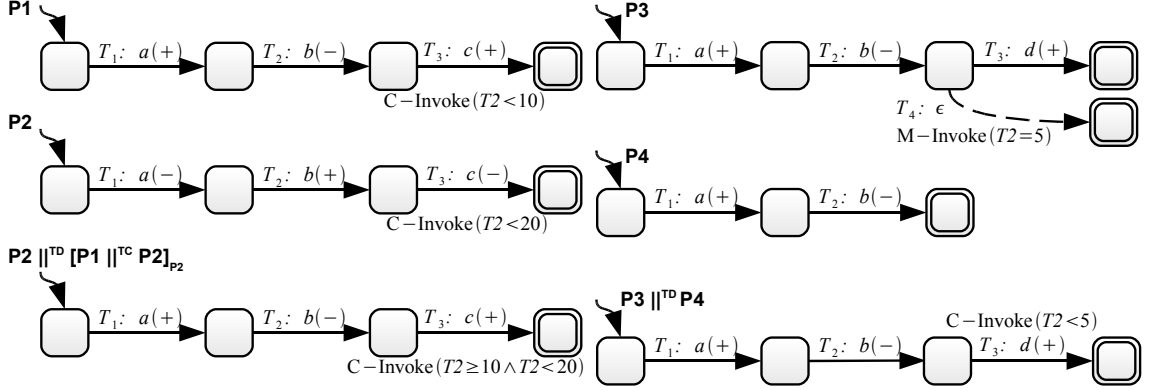 P1
T1: a(+) T2: b(−) T3: c(+)
C−Invoke(T2<10)
P2
T1: a(−) T2: b(+) T3: c(−)
C−Invoke(T2<20)
P2 ||TD [P1 ||TC P2]P2
T1: a(+) T2: b(−) T3: c(+)
C−Invoke(T2≥10∧T2<20)
P3
T1: a(+) T2: b(−) T3: d(+)
T4: ϵ
M−Invoke(T2=5)
P4
T1: a(+) T2: b(−)
P3 ||TD P4
C−Invoke(T2<5)
T1: a(+) T2: b(−) T3: d(+)